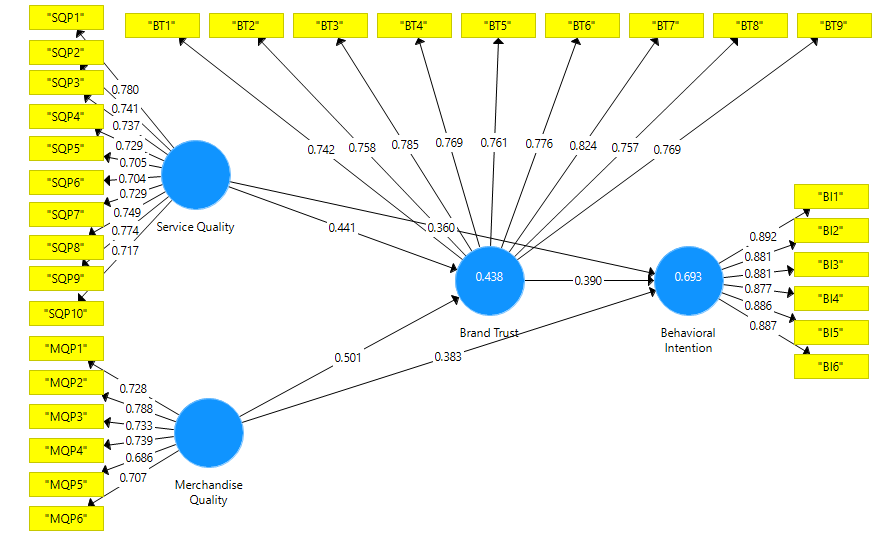 "SQP1"
"SQP2"
"SQP3"
"SQP4"
"SQP5"
"SQP6"
"SQP7"
"SQP8"
"SQP9"
"SQP10"
0.780
0.741
0.737
0.729
0.705
0.704
0.729
0.749
0.774
0.717
Service Quality
"BT1"
"BT2"
"BT3"
"BT4"
"BT5"
"BT6"
"BT7"
"BT8"
"BT9"
0.742
0.758
0.785
0.769
0.761
0.776
0.824
0.757
0.769
0.441
0.360
0.438
Brand Trust
0.390
0.693
Behavioral
Intention
0.892
0.881
0.881
0.877
0.886
0.887
"BI1"
"BI2"
"BI3"
"BI4"
"BI5"
"BI6"
0.501
0.383
"MQP1"
"MQP2"
"MQP3"
"MQP4"
"MQP5"
"MQP6"
0.728
0.788
0.733
0.739
0.686
0.707
Merchandise
Quality